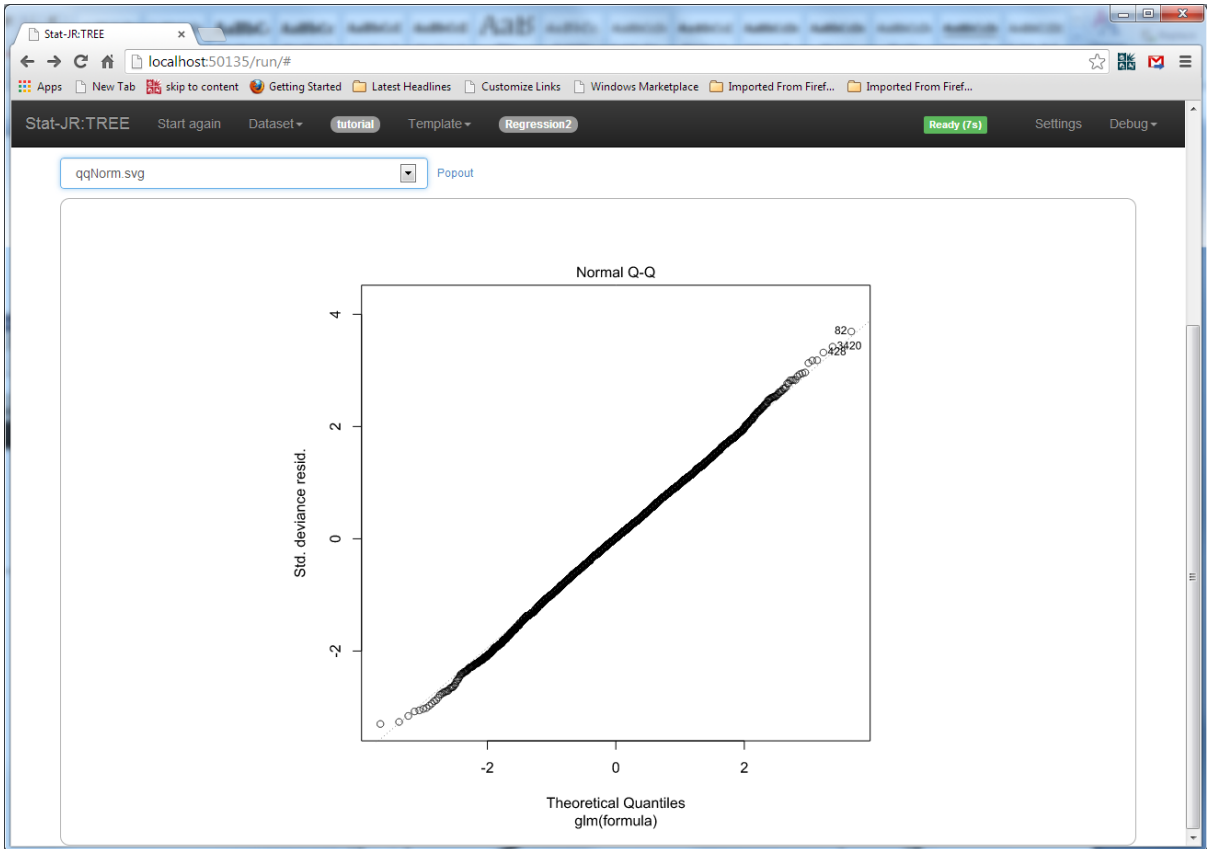 Stat-JR:TREE
localhost:50135/run/#
Apps New Tab skip to content Getting Started Latest Headlines Customize Links Windows Marketplace Imported From Firef... Imported From Firef...
Stat-JR:TREE Start again Dataset tutorial Template Regression2 Ready (7s) Settings Debug
qqNorm.svg Popout
Normal Q-Q
4
2
0
-2
Std. deviance resid.
82
3420
428
-2 0 2
Theoretical Quantiles
glm(formula)